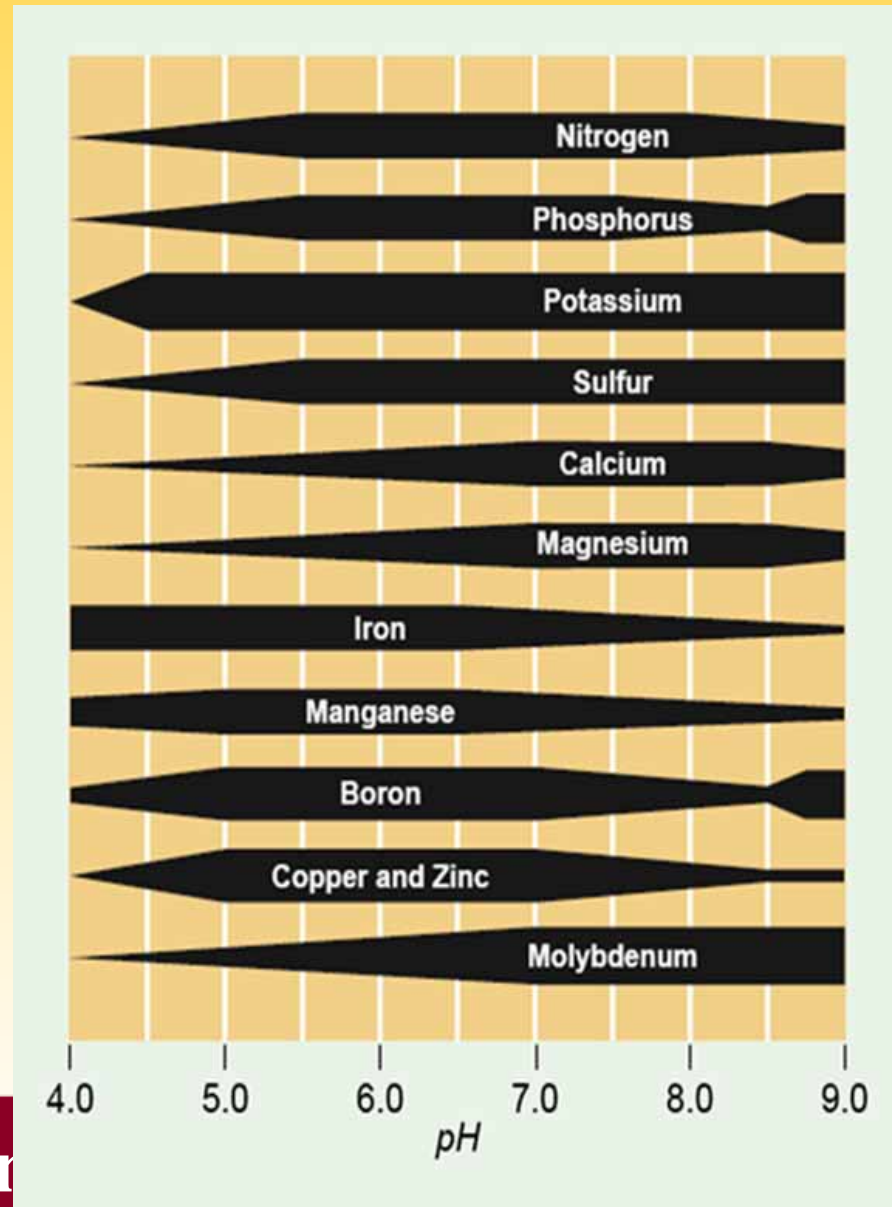 Nitrogen
Phosphorus
Potassium
Sulfur
Calcium
Magnesium
Iron
Manganese
Boron
Copper and Zinc
Molybdenum
4.0 5.0 6.0 7.0 8.0 9.0
pH